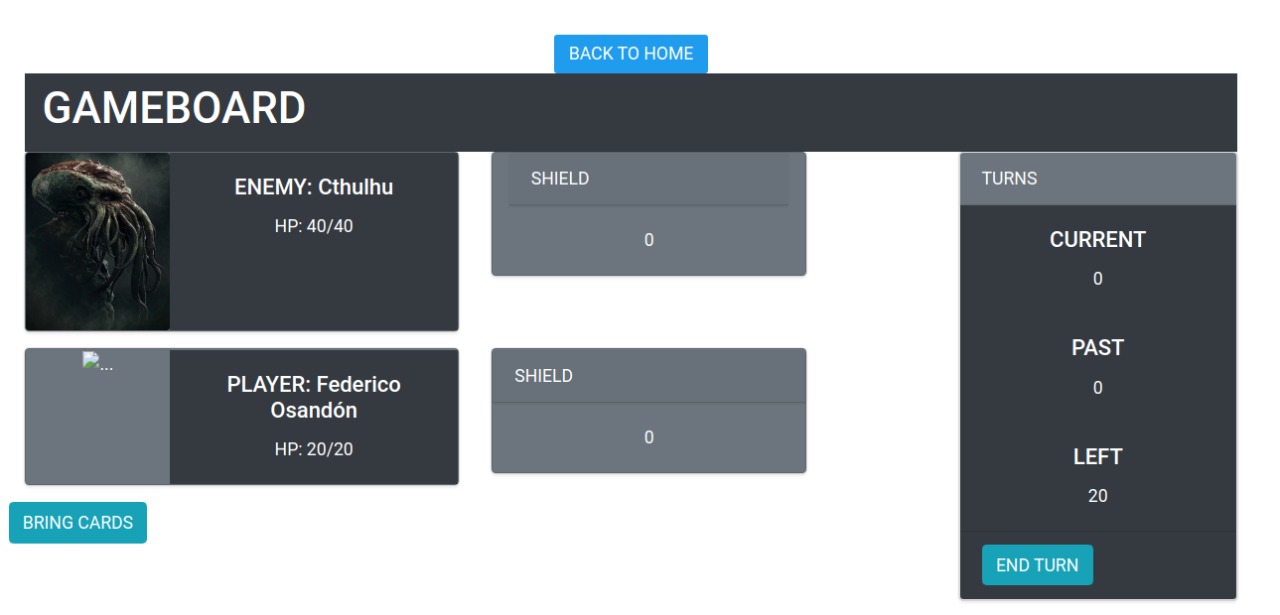 BACK TO HOME
GAMEBOARD
ENEMY: Cthulhu
HP: 40/40
SHIELD
0
PLAYER: Federico
Osandón
HP: 20/20
SHIELD
0
BRING CARDS
TURNS
CURRENT
0
PAST
0
LEFT
20
END TURN
...